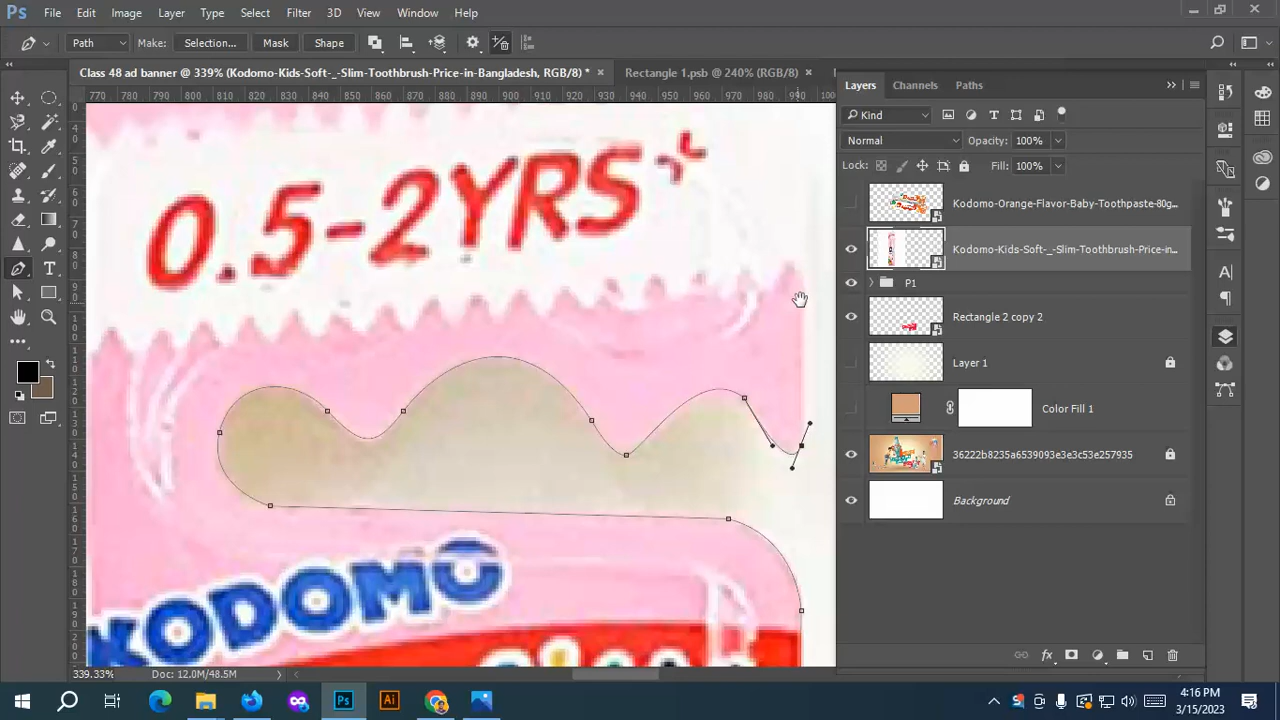 Ps File Edit Image Layer Type Select Filter 3D View Window Help
Path Make: Selection... Mask Shape
Class 48 ad banner @ 339% (Kodomo-Kids-Soft-_-Slim-Toothbrush-Price-in-Bangladesh, RGB/8) * × Rectangle 1.psb @ 240% (RGB/8) ×
770 780 790 800 810 820 830 840 850 860 870 880 890 900 910 920 930 940 950 960 970 980 990 1000
Layers Channels Paths
Kind
Normal Opacity: 100%
Lock: Fill: 100%
Kodomo-Orange-Flavor-Baby-Toothpaste-80g...
Kodomo-Kids-Soft-_-Slim-Toothbrush-Price-in-...
P1
Rectangle 2 copy 2
Layer 1
Color Fill 1
36222b8235a6539093e3e3c53e257935
Background
0.5-2YRS+
KODOMO
339.33% Doc: 12.0M/48.5M
4:16 PM
3/15/2023